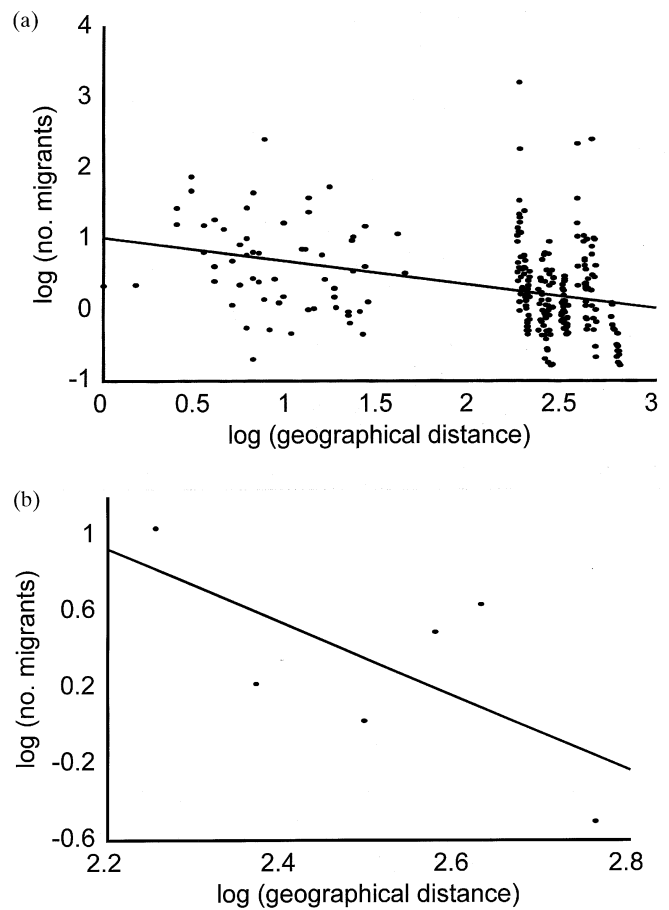 (a)
4
3
2
1
0
-1
log (no. migrants)
0 0.5 1 1.5 2 2.5 3
log (geographical distance)
(b)
1
0.6
0.2
-0.2
-0.6
log (no. migrants)
2.2 2.4 2.6 2.8
log (geographical distance)